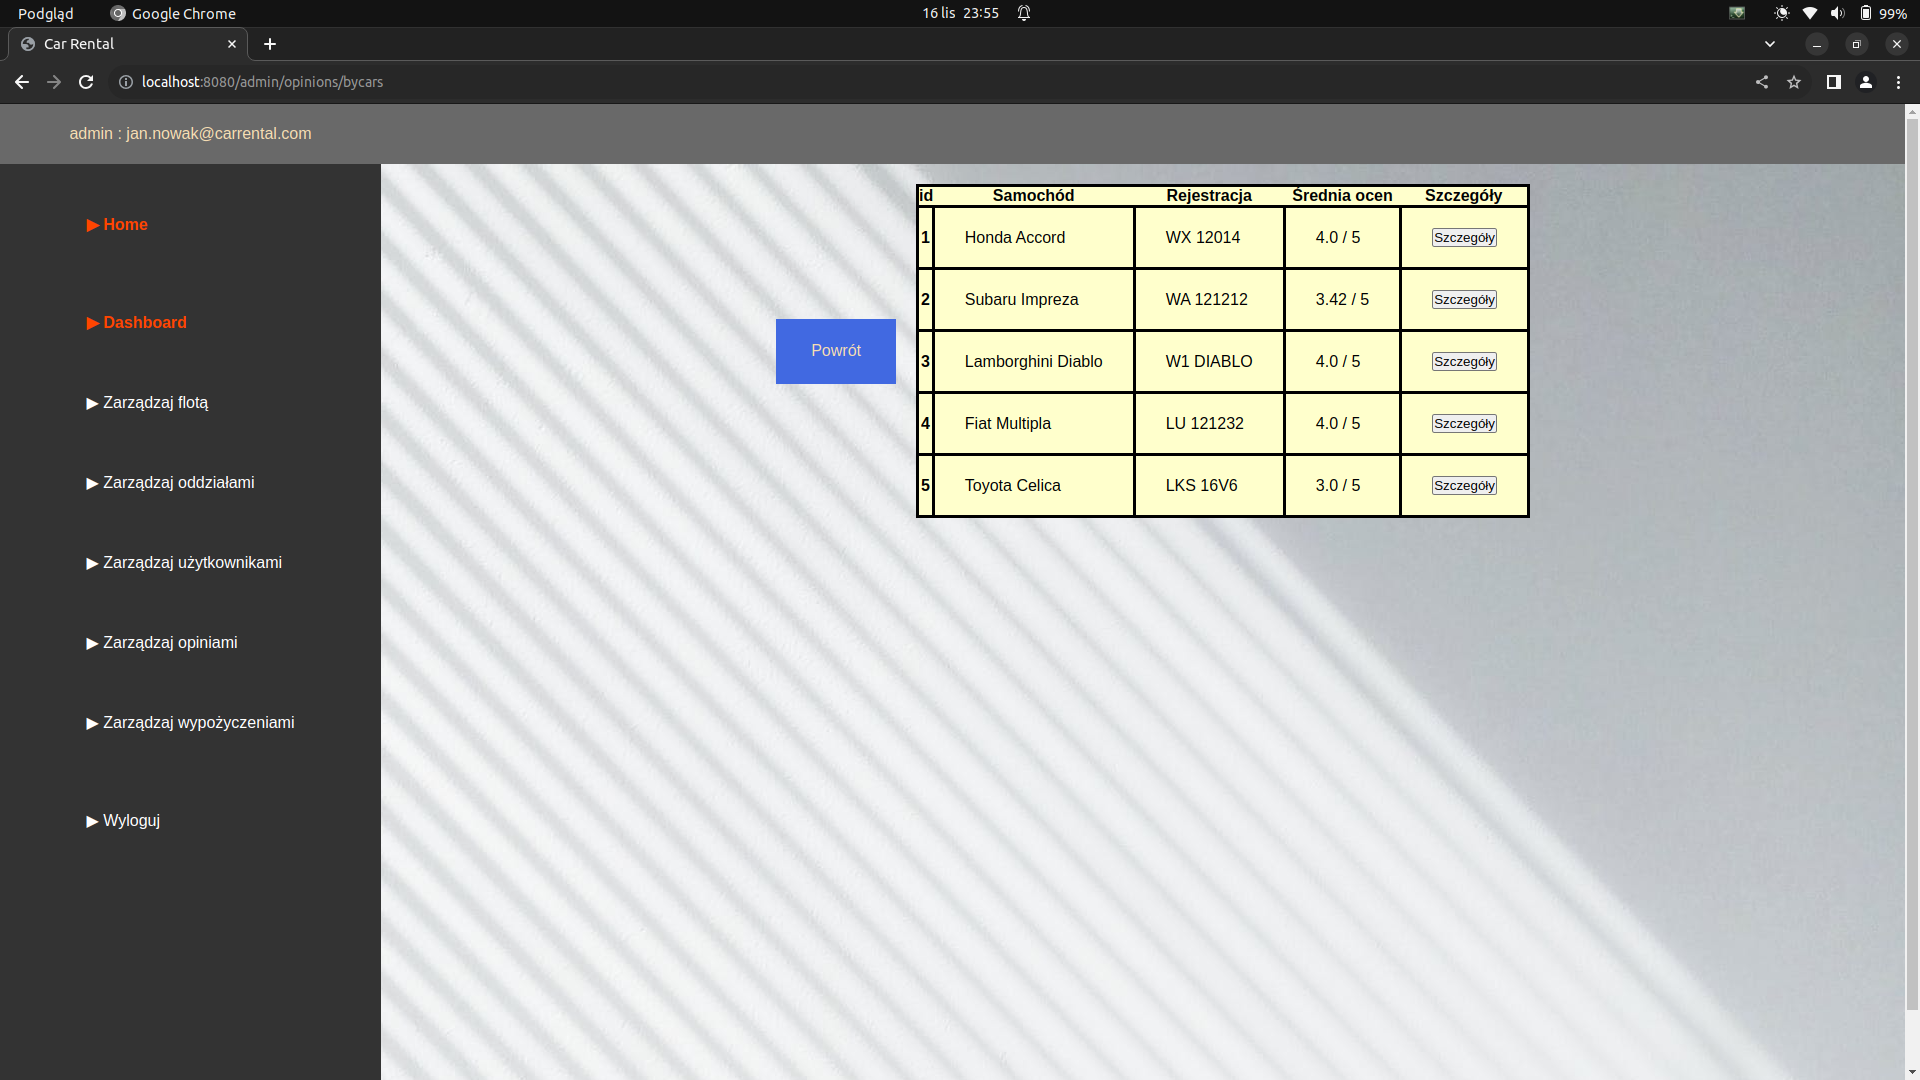 Podgląd Google Chrome 16 lis 23:55 99%
Car Rental
localhost:8080/admin/opinions/bycars
admin : jan.nowak@carrental.com
▶ Home
▶ Dashboard
▶ Zarządzaj flotą
▶ Zarządzaj oddziałami
▶ Zarządzaj użytkownikami
▶ Zarządzaj opiniami
▶ Zarządzaj wypożyczeniami
▶ Wyloguj
Powrót
id Samochód Rejestracja Średnia ocen Szczegóły
1 Honda Accord WX 12014 4.0 / 5 Szczegóły
2 Subaru Impreza WA 121212 3.42 / 5 Szczegóły
3 Lamborghini Diablo W1 DIABLO 4.0 / 5 Szczegóły
4 Fiat Multipla LU 121232 4.0 / 5 Szczegóły
5 Toyota Celica LKS 16V6 3.0 / 5 Szczegóły